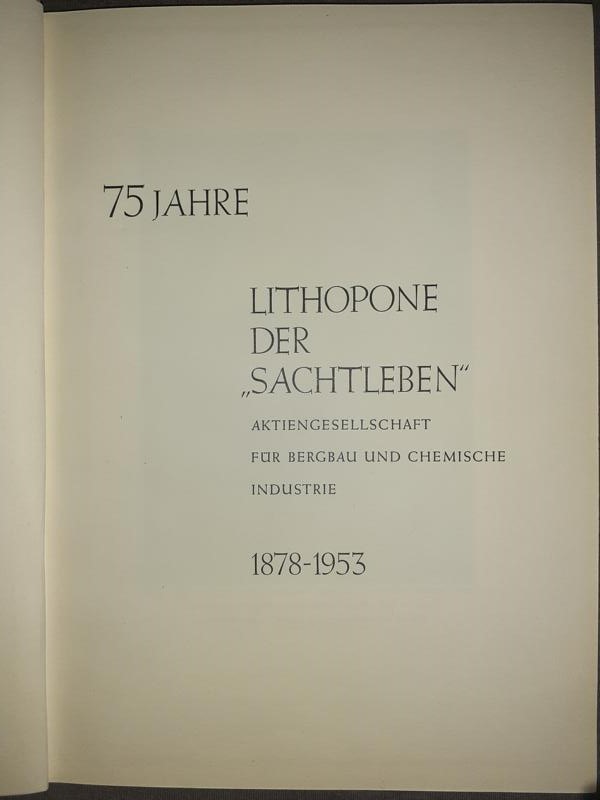 75 JAHRE
LITHOPONE
DER
„SACHTLEBEN“
AKTIENGESELLSCHAFT
FÜR BERGBAU UND CHEMISCHE
INDUSTRIE
1878-1953